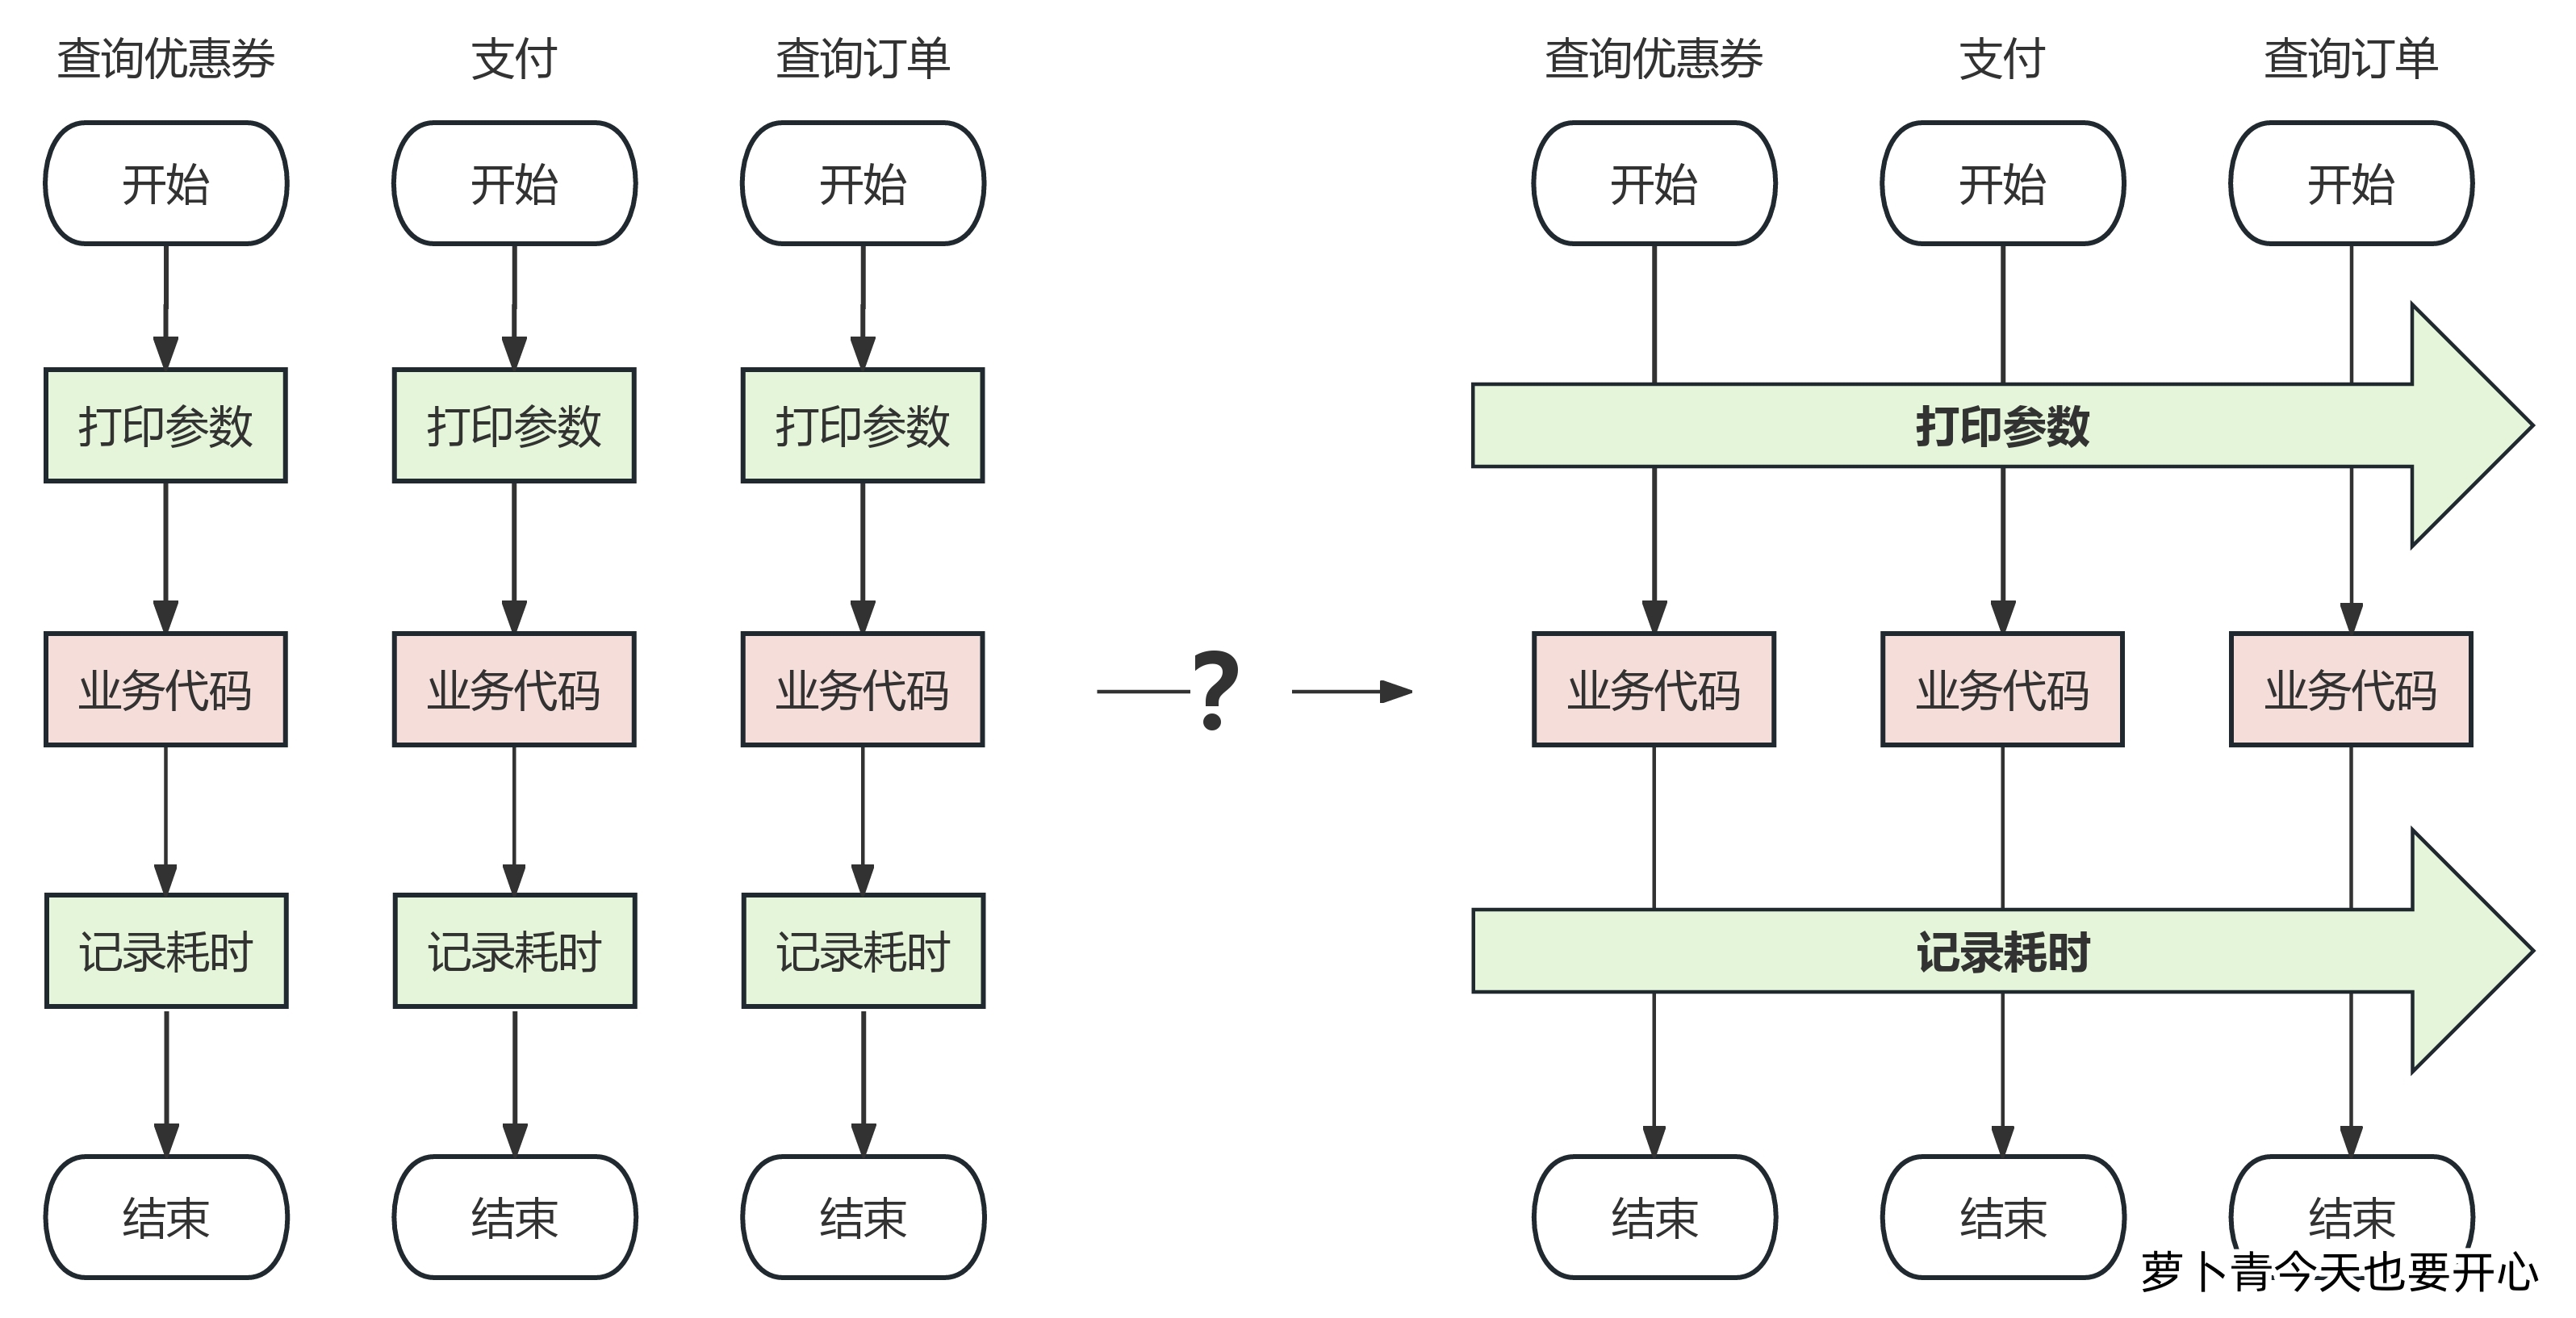 查询优惠券 支付 查询订单 查询优惠券 支付 查询订单
开始 开始 开始 开始 开始 开始
打印参数 打印参数 打印参数 打印参数
业务代码 业务代码 业务代码 ? 业务代码 业务代码 业务代码
记录耗时 记录耗时 记录耗时 记录耗时
结束 结束 结束 结束 结束 结束
萝卜青今天也要开心